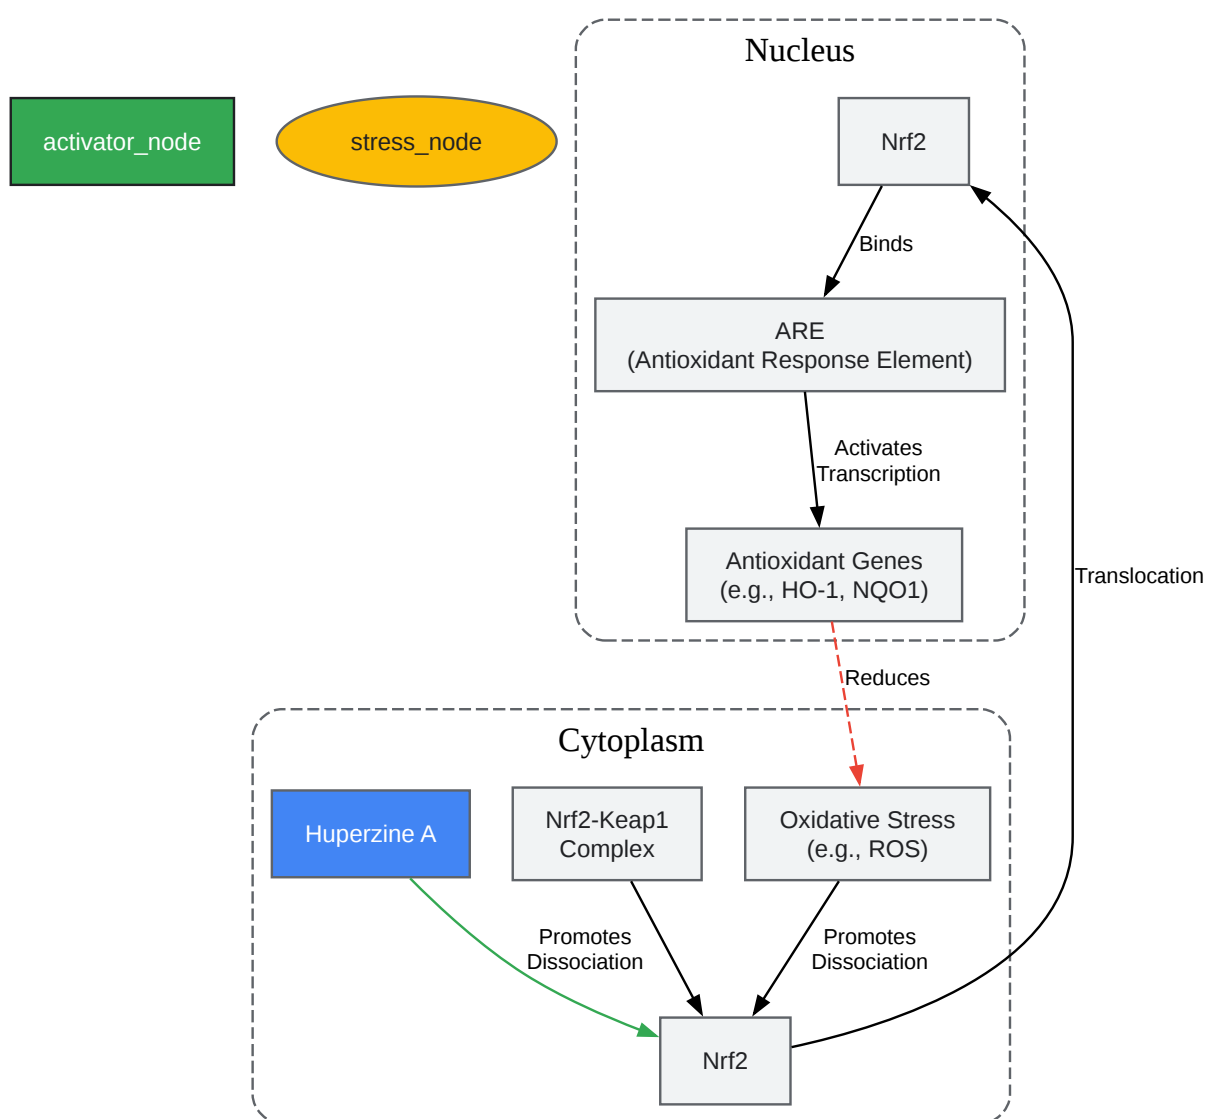 Nucleus
activator_node
stress_node
Nrf2
Binds
ARE
(Antioxidant Response Element)
Activates
Transcription
Antioxidant Genes
(e.g., HO-1, NQO1)
Translocation
Reduces
Cytoplasm
Huperzine A
Nrf2-Keap1
Complex
Oxidative Stress
(e.g., ROS)
Promotes
Dissociation
Promotes
Dissociation
Nrf2